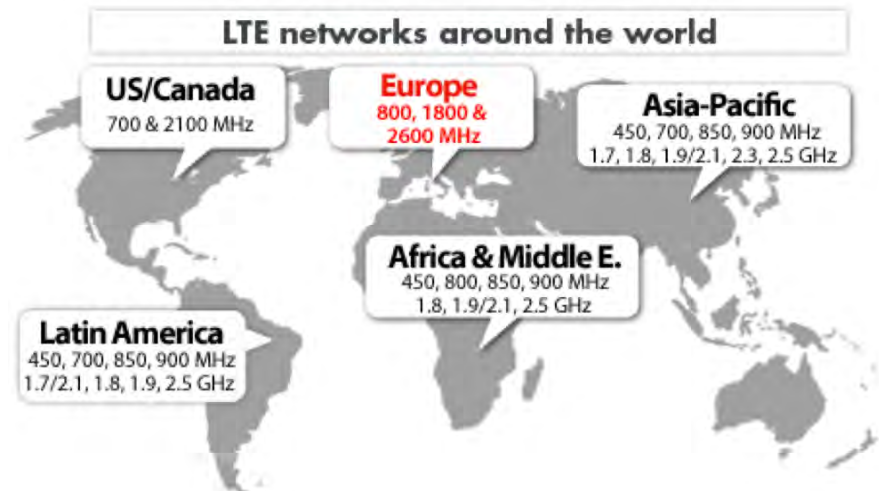 LTE networks around the world
US/Canada
700 & 2100 MHz
Europe
800, 1800 &
2600 MHz
Asia-Pacific
450, 700, 850, 900 MHz
1.7, 1.8, 1.9/2.1, 2.3, 2.5 GHz
Africa & Middle E.
450, 800, 850, 900 MHz
1.8, 1.9/2.1, 2.5 GHz
Latin America
450, 700, 850, 900 MHz
1.7/2.1, 1.8, 1.9, 2.5 GHz